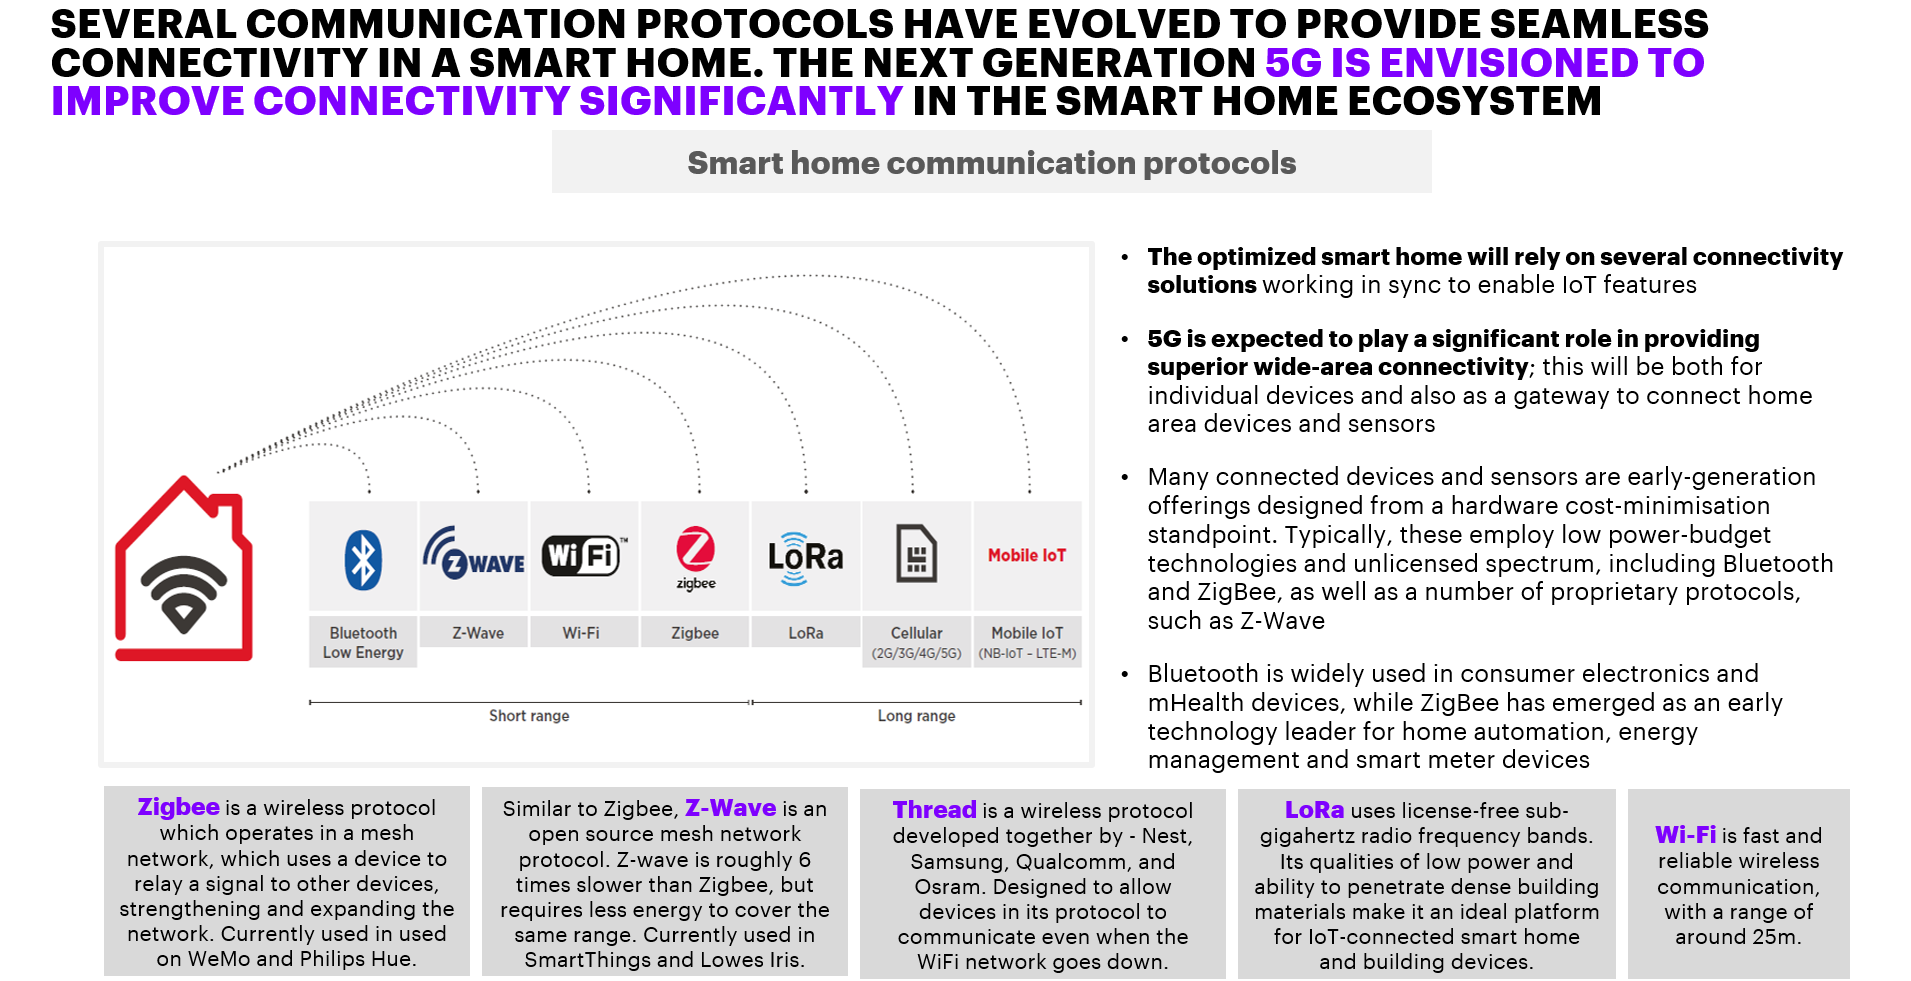 SEVERAL COMMUNICATION PROTOCOLS HAVE EVOLVED TO PROVIDE SEAMLESS
CONNECTIVITY IN A SMART HOME. THE NEXT GENERATION 5G IS ENVISIONED TO
IMPROVE CONNECTIVITY SIGNIFICANTLY IN THE SMART HOME ECOSYSTEM
Smart home communication protocols
Z WAVE
Wi Fi ™
zigbee
LoRa
Mobile IoT
Bluetooth
Low Energy
Z-Wave
Wi-Fi
Zigbee
LoRa
Cellular
(2G/3G/4G/5G)
Mobile IoT
(NB-IoT – LTE-M)
Short range
Long range
• The optimized smart home will rely on several connectivity
solutions working in sync to enable IoT features
• 5G is expected to play a significant role in providing
superior wide-area connectivity; this will be both for
individual devices and also as a gateway to connect home
area devices and sensors
• Many connected devices and sensors are early-generation
offerings designed from a hardware cost-minimisation
standpoint. Typically, these employ low power-budget
technologies and unlicensed spectrum, including Bluetooth
and ZigBee, as well as a number of proprietary protocols,
such as Z-Wave
• Bluetooth is widely used in consumer electronics and
mHealth devices, while ZigBee has emerged as an early
technology leader for home automation, energy
management and smart meter devices
Zigbee is a wireless protocol
which operates in a mesh
network, which uses a device to
relay a signal to other devices,
strengthening and expanding the
network. Currently used in used
on WeMo and Philips Hue.
Similar to Zigbee, Z-Wave is an
open source mesh network
protocol. Z-wave is roughly 6
times slower than Zigbee, but
requires less energy to cover the
same range. Currently used in
SmartThings and Lowes Iris.
Thread is a wireless protocol
developed together by - Nest,
Samsung, Qualcomm, and
Osram. Designed to allow
devices in its protocol to
communicate even when the
WiFi network goes down.
LoRa uses license-free sub-
gigahertz radio frequency bands.
Its qualities of low power and
ability to penetrate dense building
materials make it an ideal platform
for IoT-connected smart home
and building devices.
Wi-Fi is fast and
reliable wireless
communication,
with a range of
around 25m.